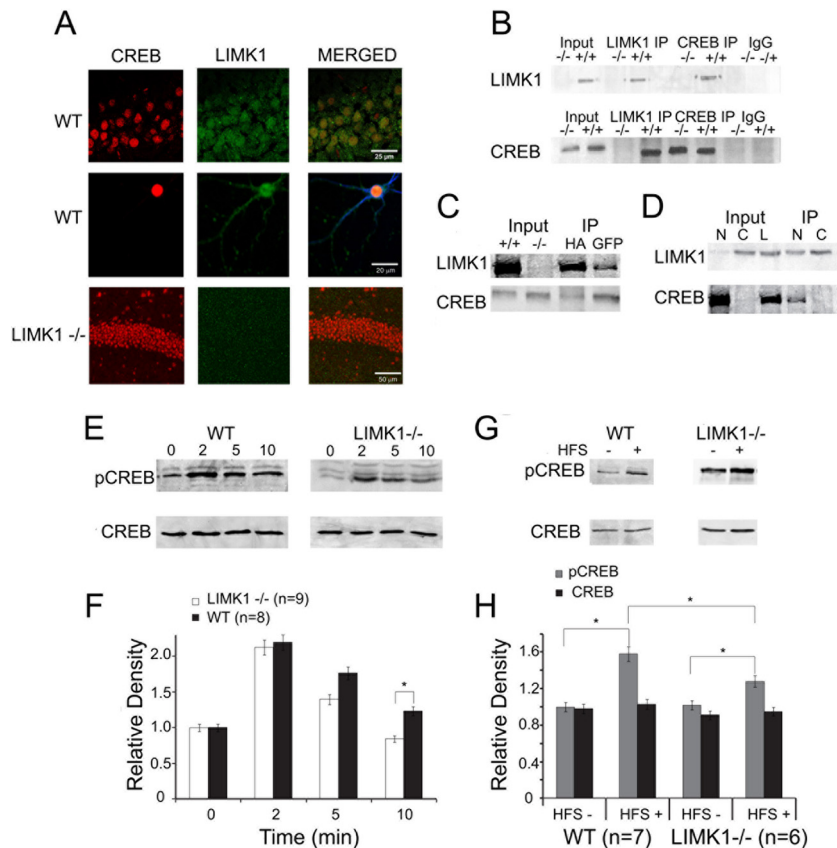 A
CREB LIMK1 MERGED
WT
25 µm
WT
20 µm
LIMK1 -/-
50 µm
B
Input LIMK1 IP CREB IP IgG
-/- +/+ -/- +/+ -/- +/+ -/- -/+
LIMK1
Input LIMK1 IP CREB IP IgG
-/- +/+ -/- +/+ -/- +/+ -/- +/+
CREB
C
Input IP
+/+ -/- HA GFP
LIMK1
CREB
D
Input IP
N C L N C
LIMK1
CREB
E
WT LIMK1-/-
0 2 5 10 0 2 5 10
pCREB
CREB
G
WT LIMK1-/-
HFS - + - +
pCREB
CREB
F
LIMK1 -/- (n=9)
WT (n=8)
Relative Density
2.0
1.5
1.0
0.5
0
*
0 2 5 10
Time (min)
H
pCREB
CREB
Relative Density
1.6
1.2
0.8
0.4
0
* * *
HFS - HFS + HFS - HFS +
WT (n=7) LIMK1-/- (n=6)